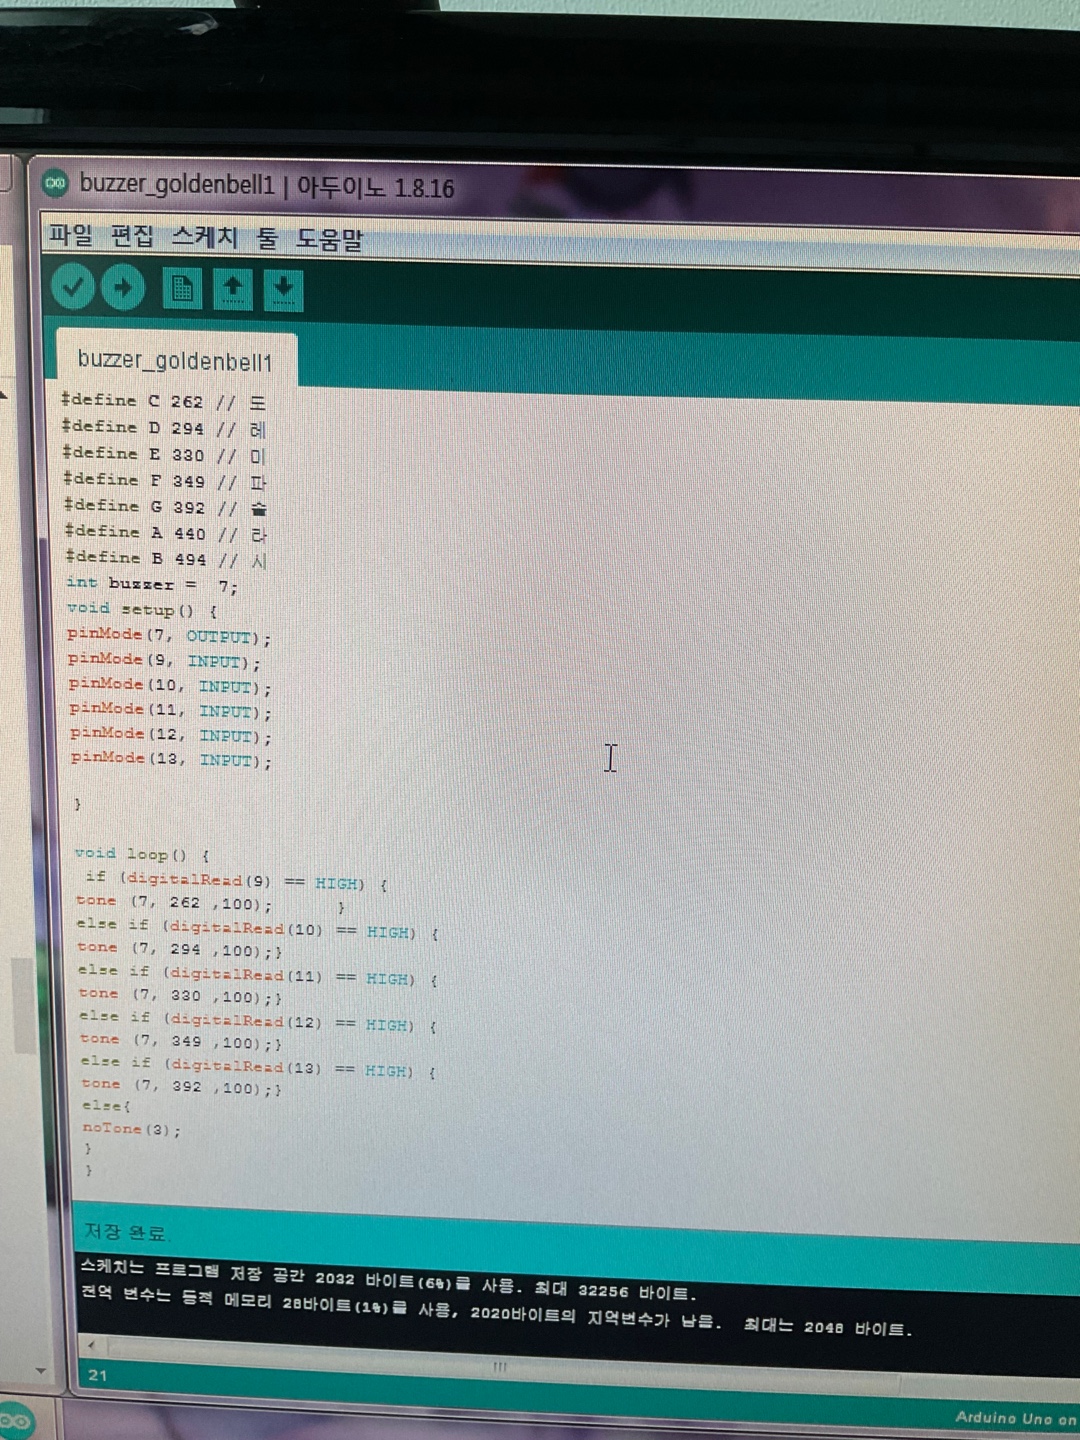 buzzer_goldenbell1 | 아두이노 1.8.16
파일 편집 스케치 툴 도움말
buzzer_goldenbell1
#define C 262 // 도
#define D 294 // 레
#define E 330 // 미
#define F 349 // 파
#define G 392 // 솔
#define A 440 // 라
#define B 494 // 시
int buzzer =  7;
void setup() {
pinMode(7, OUTPUT);
pinMode(9, INPUT);
pinMode(10, INPUT);
pinMode(11, INPUT);
pinMode(12, INPUT);
pinMode(13, INPUT);
}
void loop() {
if (digitalRead(9) == HIGH) {
tone (7, 262 ,100);      }
else if (digitalRead(10) == HIGH) {
tone (7, 294 ,100);}
else if (digitalRead(11) == HIGH) {
tone (7, 330 ,100);}
else if (digitalRead(12) == HIGH) {
tone (7, 349 ,100);}
else if (digitalRead(13) == HIGH) {
tone (7, 392 ,100);}
else{
noTone(3);
}
}
저장 완료.
스케치는 프로그램 저장 공간 2032 바이트(6%)를 사용. 최대 32256 바이트.
전역 변수는 동적 메모리 28바이트(1%)를 사용, 2020바이트의 지역변수가 남음.  최대는 2048 바이트.
21
Arduino Uno on